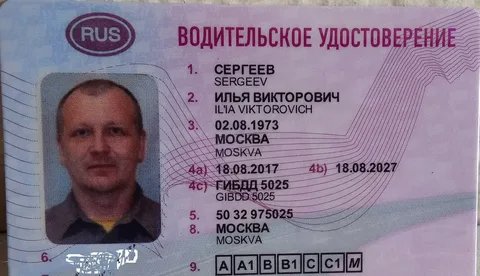 RUS
ВОДИТЕЛЬСКОЕ УДОСТОВЕРЕНИЕ
1. СЕРГЕЕВ
SERGEEV
2. ИЛЬЯ ВИКТОРОВИЧ
IL'IA VIKTOROVICH
3. 02.08.1973
МОСКВА
MOSKVA
4a) 18.08.2017 4b) 18.08.2027
4c) ГИБДД 5025
GIBDD 5025
5. 50 32 975025
8. МОСКВА
MOSKVA
6.
9. A A1 B B1 C C1 M